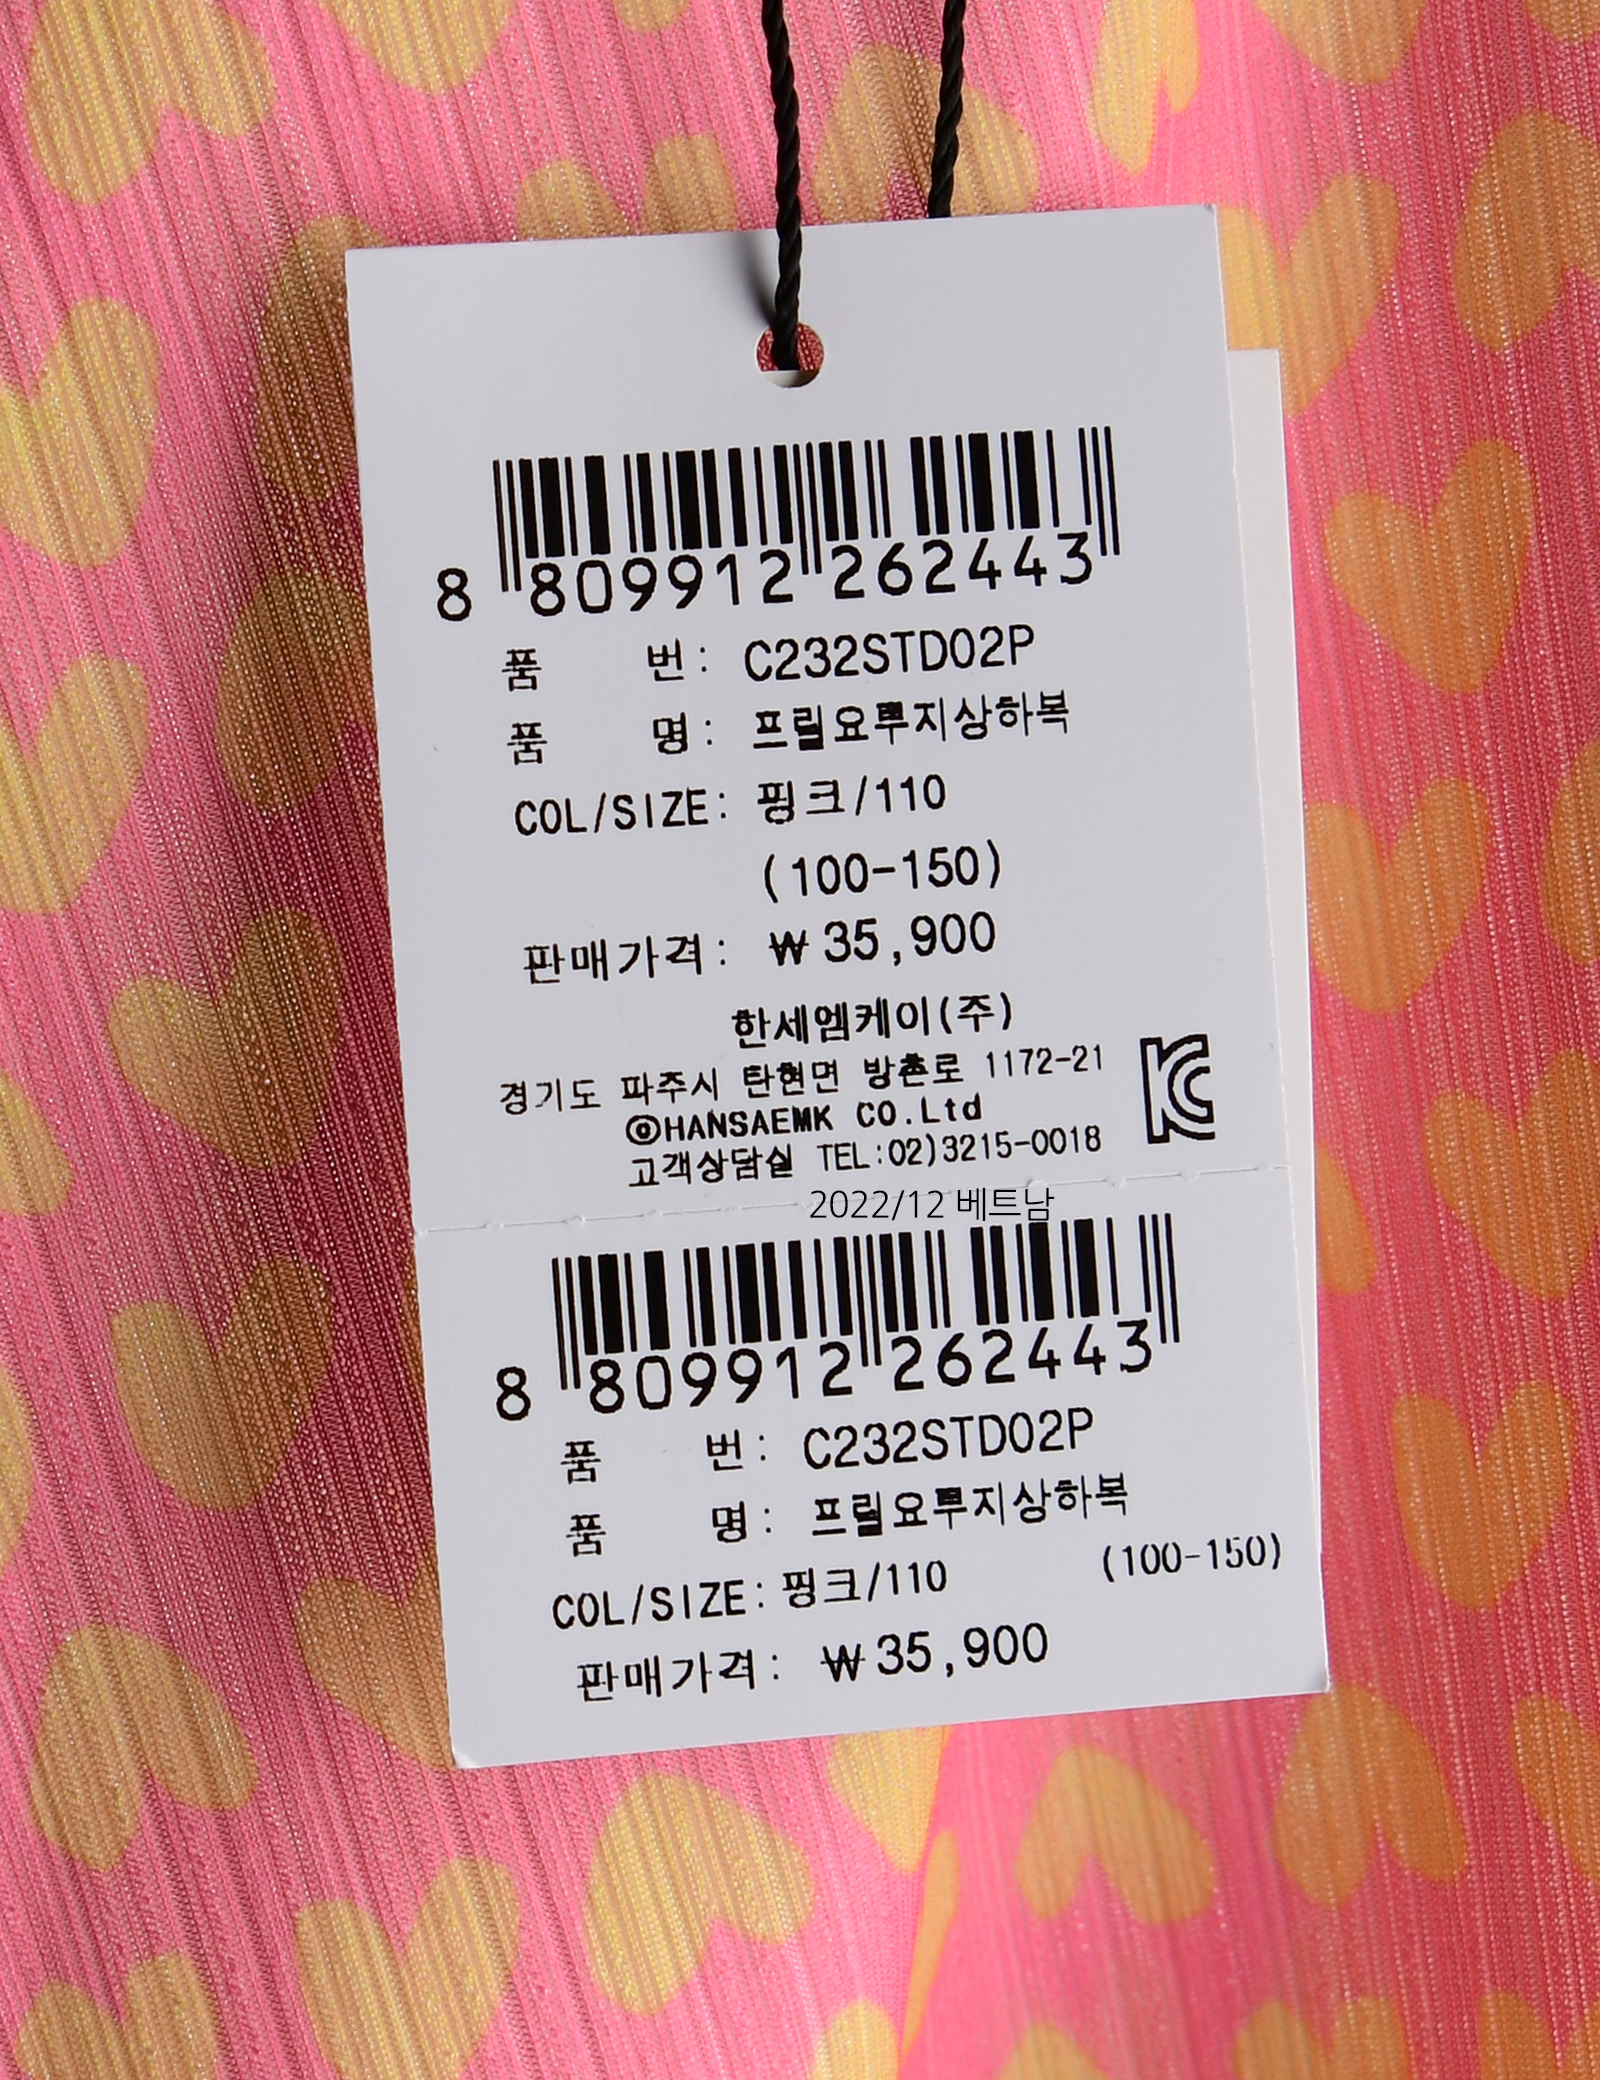 8 809912 262443
품 번: C232STD02P
품 명: 프릴요루지상하복
COL/SIZE: 핑크/110
(100-150)
판매가격: ₩35,900
한세엠케이(주)
경기도 파주시 탄현면 방촌로 1172-21
ⓒHANSAEMK CO.Ltd
고객상담실 TEL:02)3215-0018
2022/12 베트남
8 809912 262443
품 번: C232STD02P
품 명: 프릴요루지상하복
COL/SIZE: 핑크/110 (100-150)
판매가격: ₩35,900